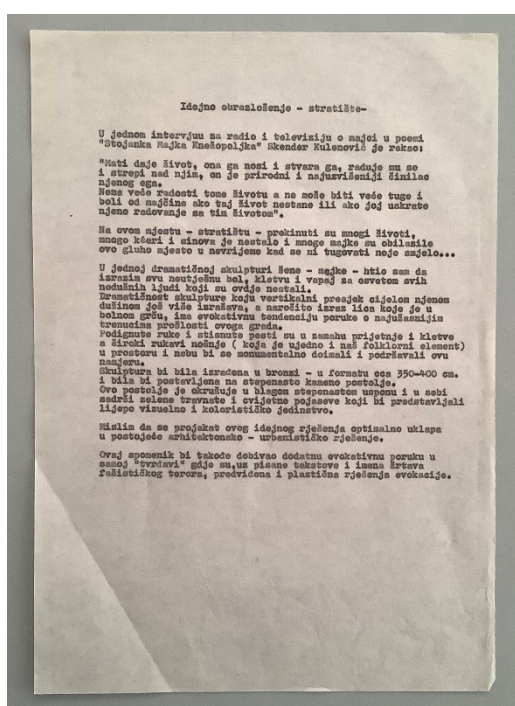 Idejno obrazloženje - stratište-
U jednom intervjuu za radio i televiziju o majci u poemi
"Stojanka Majka Knežopoljka" Skender Kulenović je rekao:
"Mati daje život, ona ga nosi i stvara ga, raduje mu se
i strepi nad njim, on je prirodni i najuzvišeniji činilac
njenog ega.
Nema veće radosti tome životu a ne može biti veće tuge i
boli od majčine ako taj život nestane ili ako joj uskrate
njeno radovanje sa tim životom".
Na ovom mjestu - stratištu - prekinuti su mnogi životi,
mnogo kćeri i sinova je nestalo i mnoge majke su obilazile
ovo gluho mjesto u nevrijeme kad se ni tugovati noje smjelo...
U jednoj dramatičnoj skulpturi žene - majke - htio sam da
izrazim svu neutješnu bol, kletvu i vapaj za osvetom svih
nedužnih ljudi koji su ovdje nestali.
Dramatičnost skulpture koju vertikalni presjek cijelom njenom
dužinom još više izražava, a naročito izraz lica koje je u
bolnom grču, ima evokativnu tendenciju poruke o najužasnijim
trenucima prošlosti ovoga grada.
Podignute ruke i stisnute pesti su u zamahu prijetnje i kletve
a široki rukavi nošnje ( koja je ujedno i naš folklorni element)
u prostoru i nebu bi se monumentalno doimali i podržavali ovu
namjeru.
Skulptura bi bila izrađena u bronzi - u formatu cca 350-400 cm.
i bila bi postavljena na stepenasto kameno postolje.
Ovo postolje je okružuje u blagom stepenastom usponu i u sebi
sadrži zelene travnate i cvijetne pojaseve koji bi predstavljali
lijepo vizuelno i kolorističko jedinstvo.
Mislim da se projekat ovog idejnog rješenja optimalno uklapa
u postojeće arhitektonsko - urbanističko rješenje.
Ovaj spomenik bi takođe dobivao dodatnu evokativnu poruku u
samoj "tvrđavi" gdje su,uz pisane tekstove i imena žrtava
fašističkog terora, predviđena i plastična rješenja evokacije.